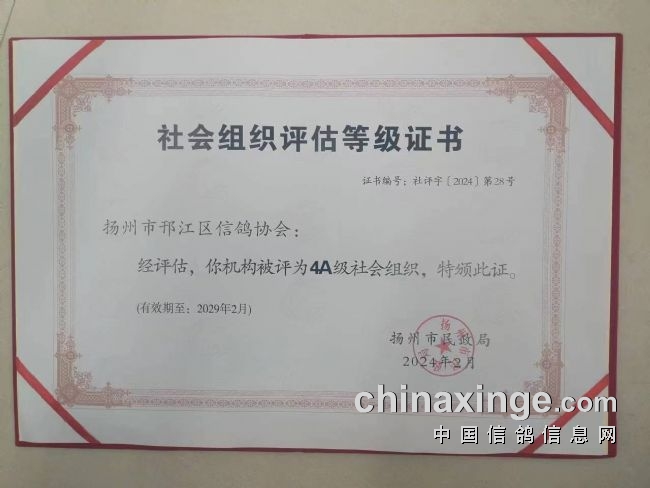 社会组织评估等级证书
证书编号：社评字〔2024〕第28号
扬州市邗江区信鸽协会：
经评估，你机构被评为4A级社会组织，特颁此证。
(有效期至：2029年2月)
扬州市民政局
2024年2月
chinaxinge.com
中国信鸽信息网